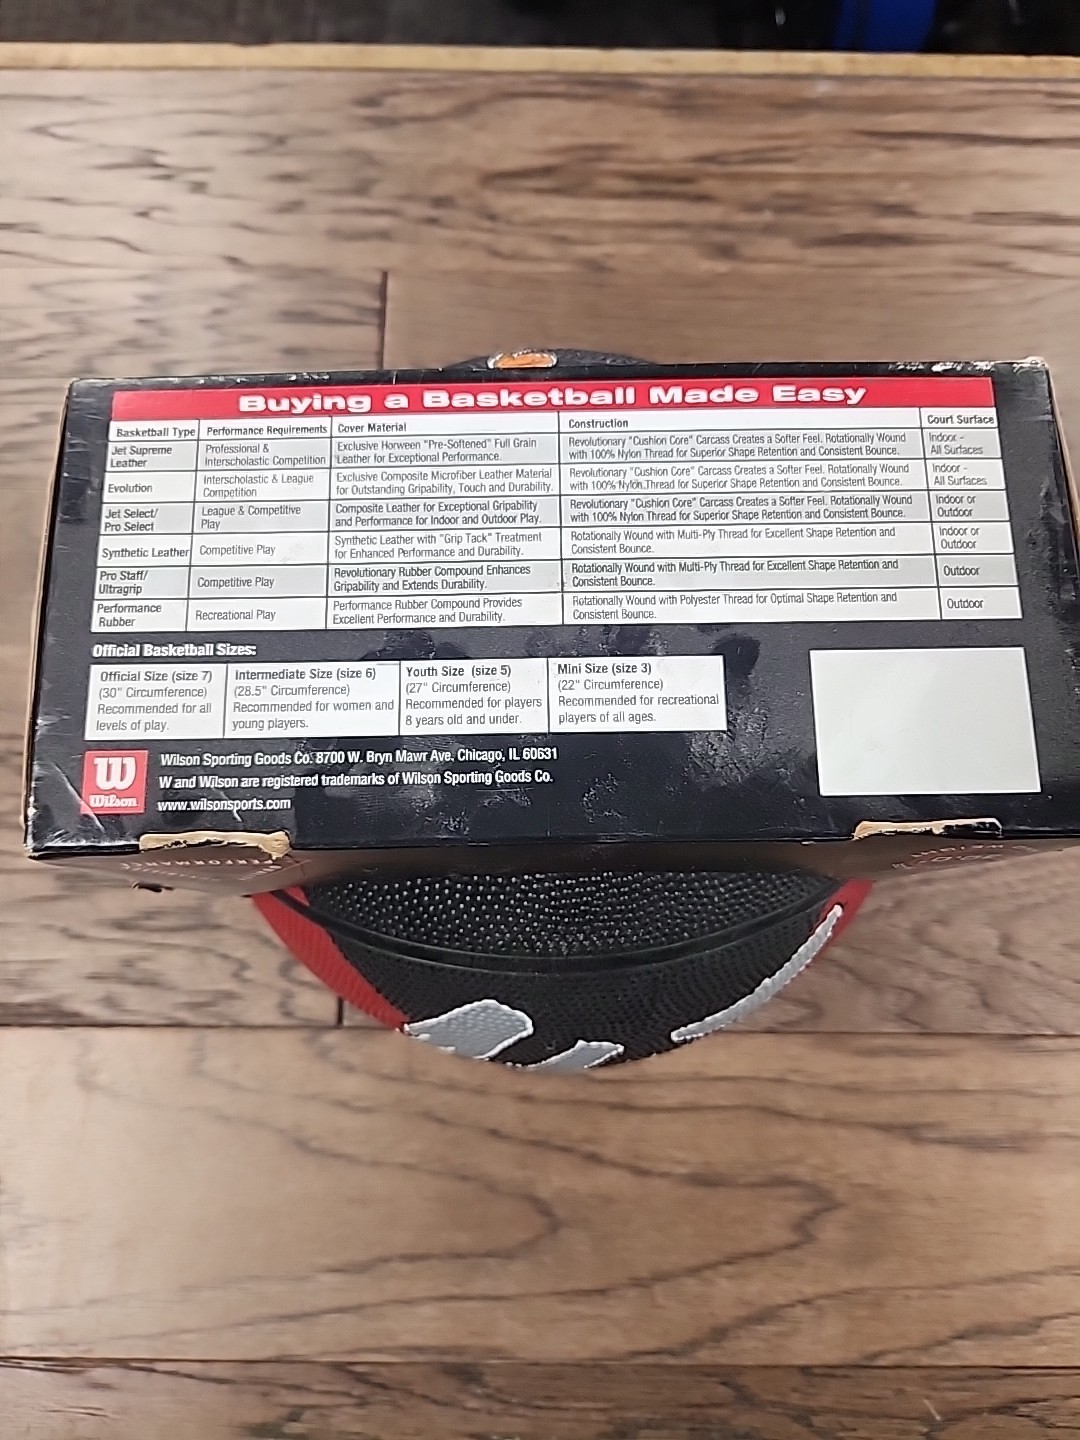 Buying a Basketball Made Easy
Basketball Type Performance Requirements Cover Material Construction Court Surface
Jet Supreme Leather
Professional & Interscholastic Competition
Exclusive Horween "Pre-Softened" Full Grain
Leather for Exceptional Performance.
Revolutionary "Cushion Core" Carcass Creates a Softer Feel. Rotationally Wound
with 100% Nylon Thread for Superior Shape Retention and Consistent Bounce.
Indoor -
All Surfaces
Evolution
Interscholastic & League
Competition
Exclusive Composite Microfiber Leather Material
for Outstanding Gripability, Touch and Durability.
Revolutionary "Cushion Core" Carcass Creates a Softer Feel. Rotationally Wound
with 100% Nylon Thread for Superior Shape Retention and Consistent Bounce.
Indoor -
All Surfaces
Jet Select/
Pro Select
League & Competitive
Play
Composite Leather for Exceptional Gripability
and Performance for Indoor and Outdoor Play.
Revolutionary "Cushion Core" Carcass Creates a Softer Feel. Rotationally Wound
with 100% Nylon Thread for Superior Shape Retention and Consistent Bounce.
Indoor or
Outdoor
Synthetic Leather
Competitive Play
Synthetic Leather with "Grip Tack" Treatment
for Enhanced Performance and Durability.
Rotationally Wound with Multi-Ply Thread for Excellent Shape Retention and
Consistent Bounce.
Indoor or
Outdoor
Pro Staff/
Ultragrip
Competitive Play
Revolutionary Rubber Compound Enhances
Gripability and Extends Durability.
Rotationally Wound with Multi-Ply Thread for Excellent Shape Retention and
Consistent Bounce.
Outdoor
Performance
Rubber
Recreational Play
Performance Rubber Compound Provides
Excellent Performance and Durability.
Rotationally Wound with Polyester Thread for Optimal Shape Retention and
Consistent Bounce.
Outdoor
Official Basketball Sizes:
Official Size (size 7)
(30" Circumference)
Recommended for all
levels of play.
Intermediate Size (size 6)
(28.5" Circumference)
Recommended for women and
young players.
Youth Size (size 5)
(27" Circumference)
Recommended for players
8 years old and under.
Mini Size (size 3)
(22" Circumference)
Recommended for recreational
players of all ages.
W
Wilson
Wilson Sporting Goods Co. 8700 W. Bryn Mawr Ave. Chicago, IL 60631
W and Wilson are registered trademarks of Wilson Sporting Goods Co.
www.wilsonsports.com
PERFORMANCE